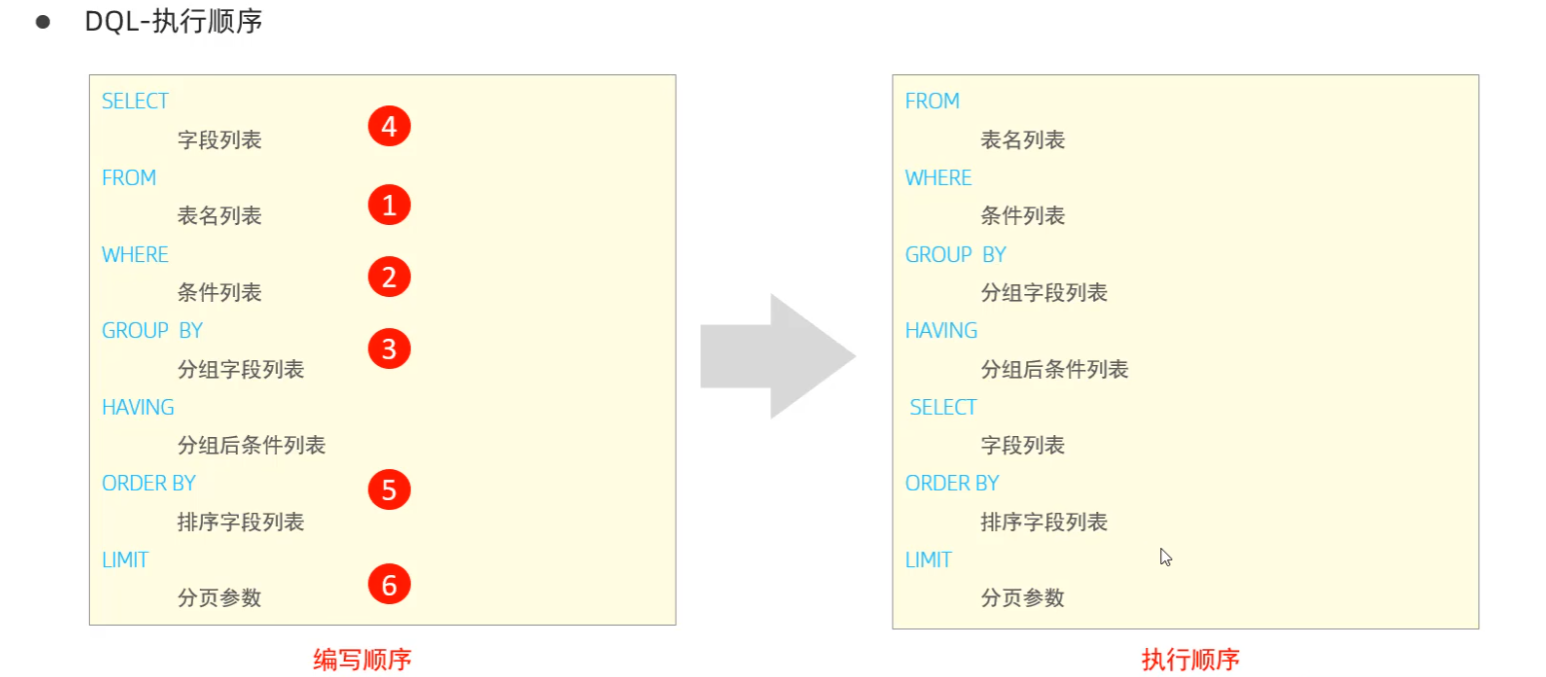 ● DQL-执行顺序
SELECT
字段列表
4
FROM
表名列表
1
WHERE
条件列表
2
GROUP BY
分组字段列表
3
HAVING
分组后条件列表
ORDER BY
排序字段列表
5
LIMIT
分页参数
6
编写顺序
FROM
表名列表
WHERE
条件列表
GROUP BY
分组字段列表
HAVING
分组后条件列表
SELECT
字段列表
ORDER BY
排序字段列表
LIMIT
分页参数
执行顺序